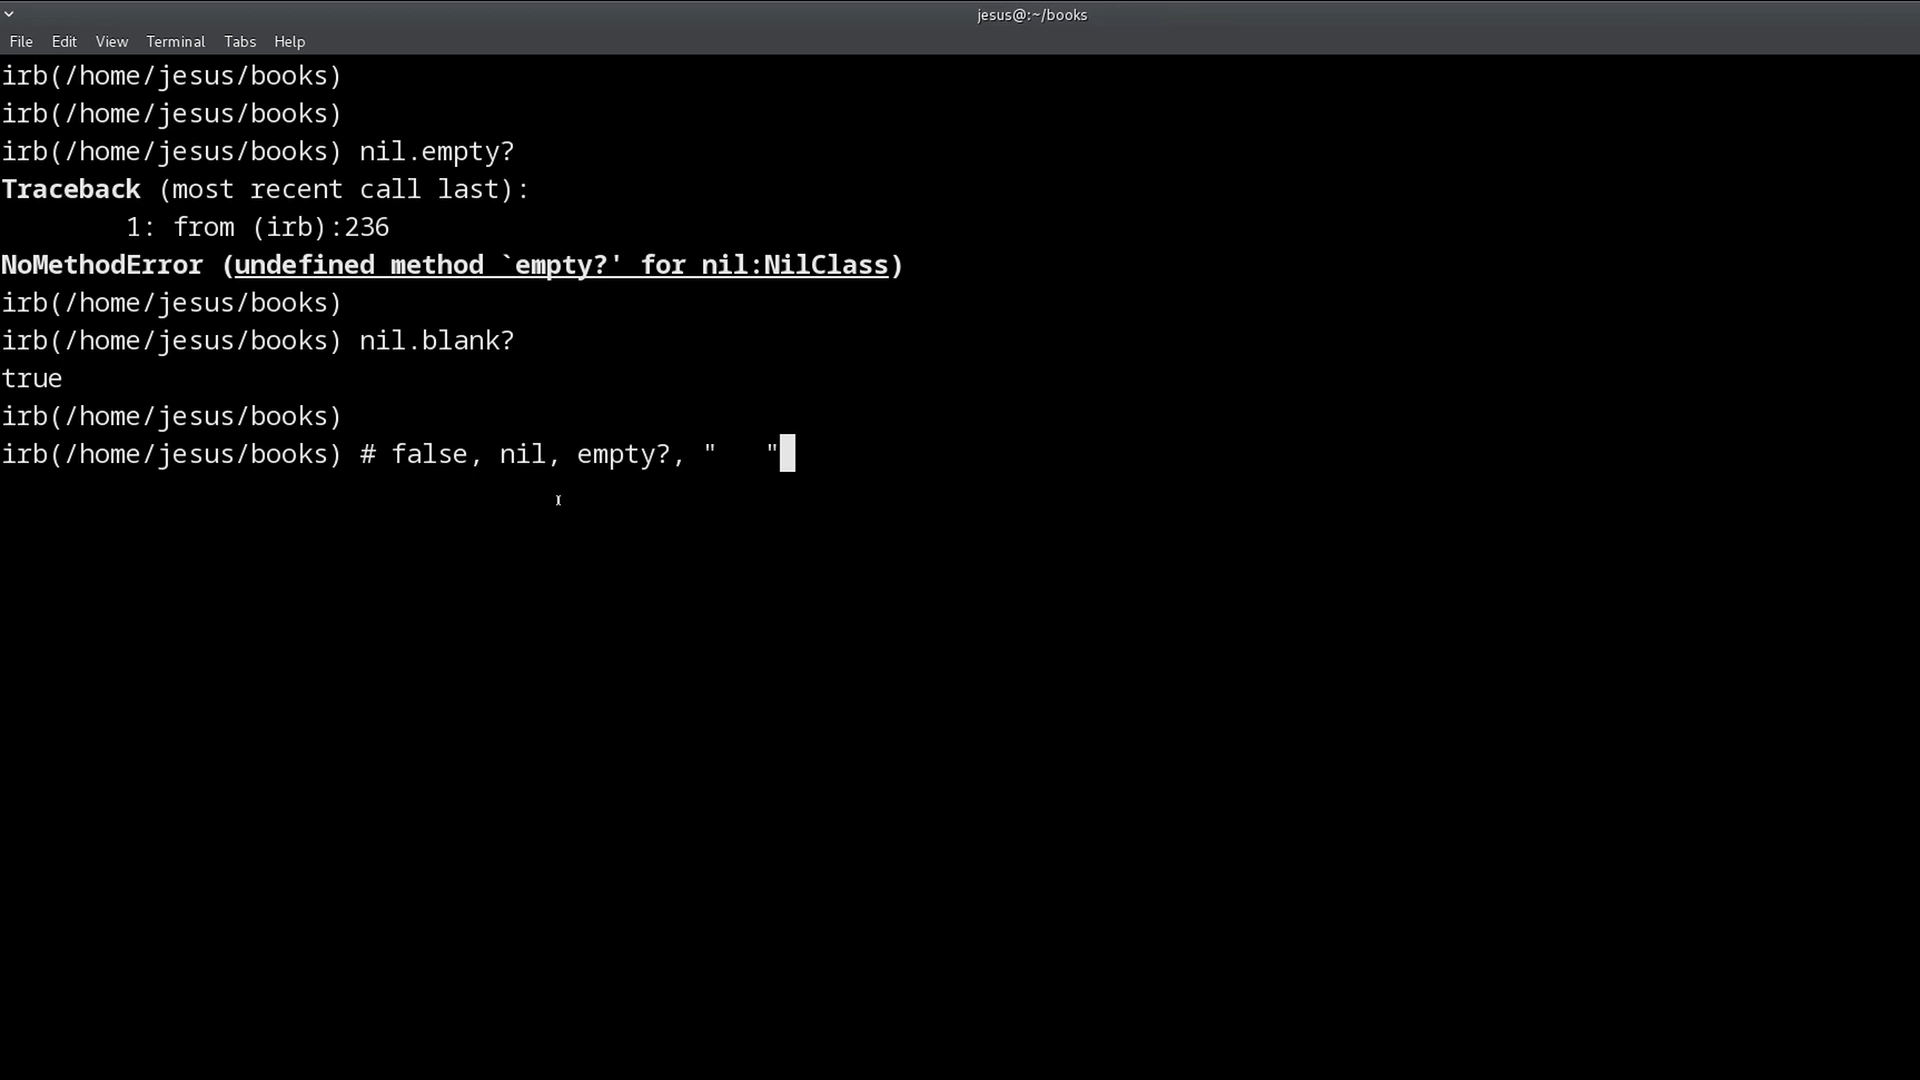 jesus@:~/books
File Edit View Terminal Tabs Help
irb(/home/jesus/books)
irb(/home/jesus/books)
irb(/home/jesus/books) nil.empty?
Traceback (most recent call last):
        1: from (irb):236
NoMethodError (undefined method `empty?' for nil:NilClass)
irb(/home/jesus/books)
irb(/home/jesus/books) nil.blank?
true
irb(/home/jesus/books)
irb(/home/jesus/books) # false, nil, empty?, "   "